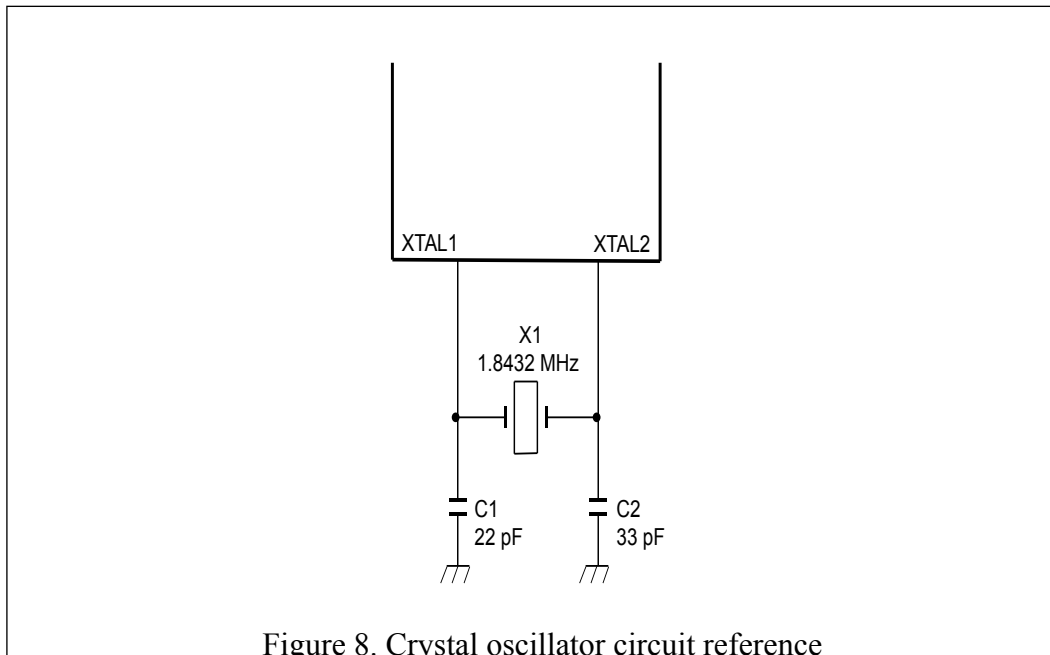 XTAL1 XTAL2
X1
1.8432 MHz
C1
22 pF
C2
33 pF
Figure 8. Crystal oscillator circuit reference